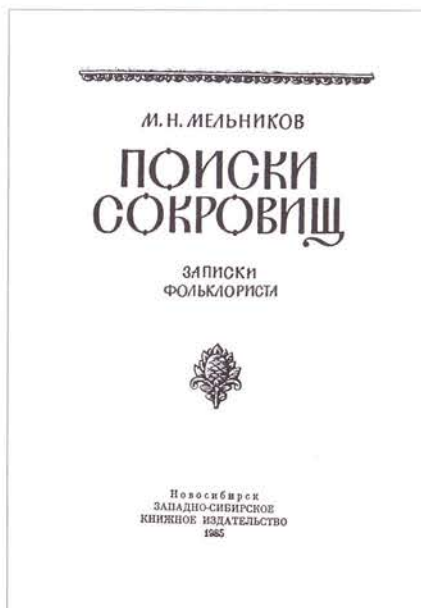 М. Н. МЕЛЬНИКОВ
ПОИСКИ
СОКРОВИЩ
ЗАПИСКИ
ФОЛЬКЛОРИСТА
Новосибирск
ЗАПАДНО-СИБИРСКОЕ
КНИЖНОЕ ИЗДАТЕЛЬСТВО
1985